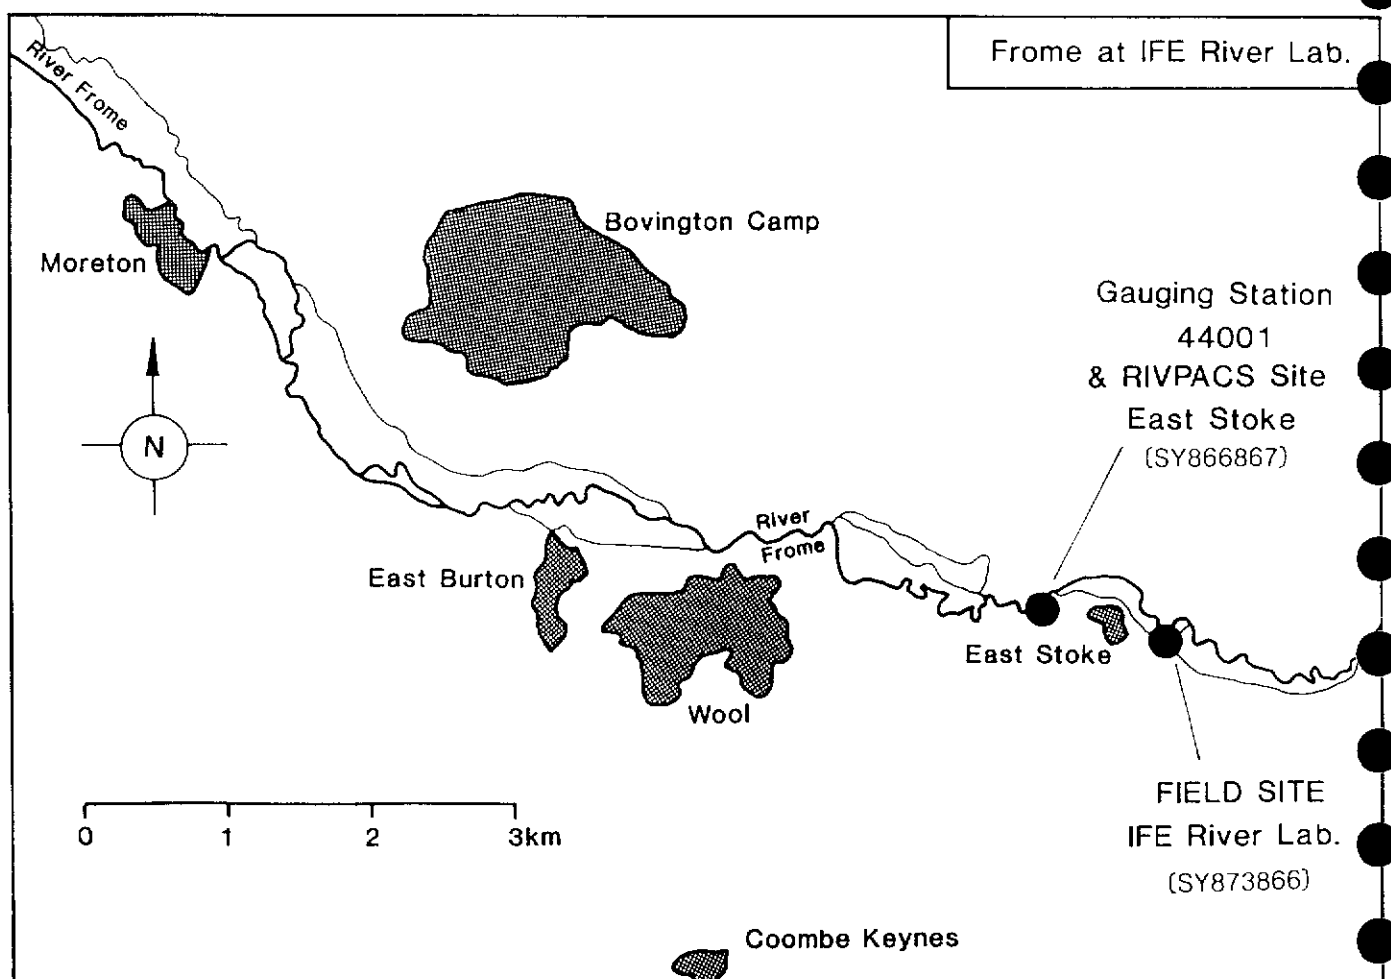 Frome at IFE River Lab.
River Frome
Bovington Camp
Moreton
Gauging Station
44001
& RIVPACS Site
East Stoke
(SY866867)
N
River
Frome
East Burton
East Stoke
Wool
0 1 2 3km
FIELD SITE
IFE River Lab.
(SY873866)
Coombe Keynes